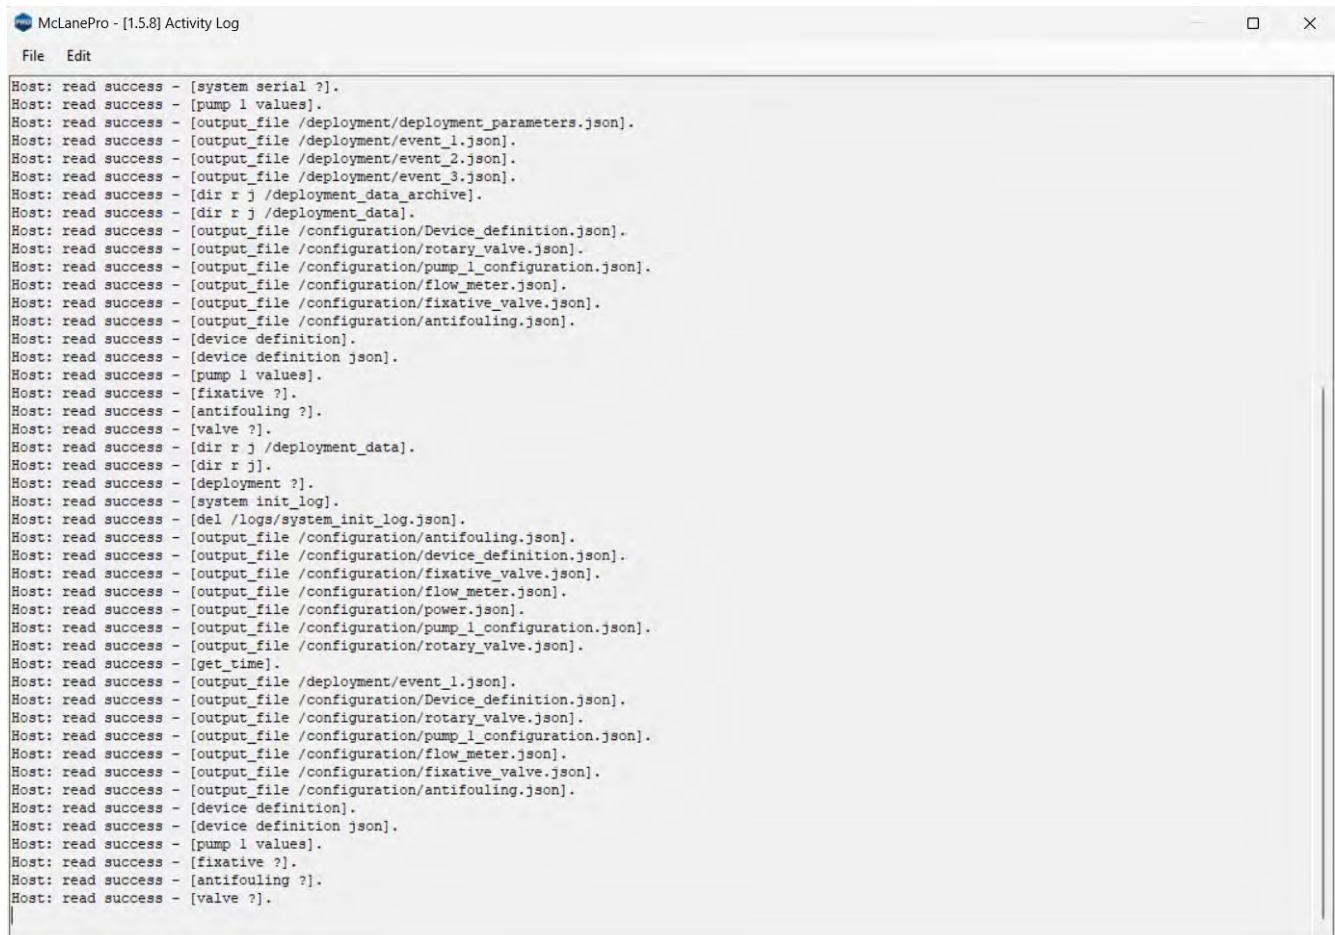 PRO McLanePro - [1.5.8] Activity Log
File Edit
Host: read success - [system serial ?].
Host: read success - [pump 1 values].
Host: read success - [output_file /deployment/deployment_parameters.json].
Host: read success - [output_file /deployment/event_1.json].
Host: read success - [output_file /deployment/event_2.json].
Host: read success - [output_file /deployment/event_3.json].
Host: read success - [dir r j /deployment_data_archive].
Host: read success - [dir r j /deployment_data].
Host: read success - [output_file /configuration/Device_definition.json].
Host: read success - [output_file /configuration/rotary_valve.json].
Host: read success - [output_file /configuration/pump_1_configuration.json].
Host: read success - [output_file /configuration/flow_meter.json].
Host: read success - [output_file /configuration/fixative_valve.json].
Host: read success - [output_file /configuration/antifouling.json].
Host: read success - [device definition].
Host: read success - [device definition json].
Host: read success - [pump 1 values].
Host: read success - [fixative ?].
Host: read success - [antifouling ?].
Host: read success - [valve ?].
Host: read success - [dir r j /deployment_data].
Host: read success - [dir r j].
Host: read success - [deployment ?].
Host: read success - [system init_log].
Host: read success - [del /logs/system_init_log.json].
Host: read success - [output_file /configuration/antifouling.json].
Host: read success - [output_file /configuration/device_definition.json].
Host: read success - [output_file /configuration/fixative_valve.json].
Host: read success - [output_file /configuration/flow_meter.json].
Host: read success - [output_file /configuration/power.json].
Host: read success - [output_file /configuration/pump_1_configuration.json].
Host: read success - [output_file /configuration/rotary_valve.json].
Host: read success - [get_time].
Host: read success - [output_file /deployment/event_1.json].
Host: read success - [output_file /configuration/Device_definition.json].
Host: read success - [output_file /configuration/rotary_valve.json].
Host: read success - [output_file /configuration/pump_1_configuration.json].
Host: read success - [output_file /configuration/flow_meter.json].
Host: read success - [output_file /configuration/fixative_valve.json].
Host: read success - [output_file /configuration/antifouling.json].
Host: read success - [device definition].
Host: read success - [device definition json].
Host: read success - [pump 1 values].
Host: read success - [fixative ?].
Host: read success - [antifouling ?].
Host: read success - [valve ?].